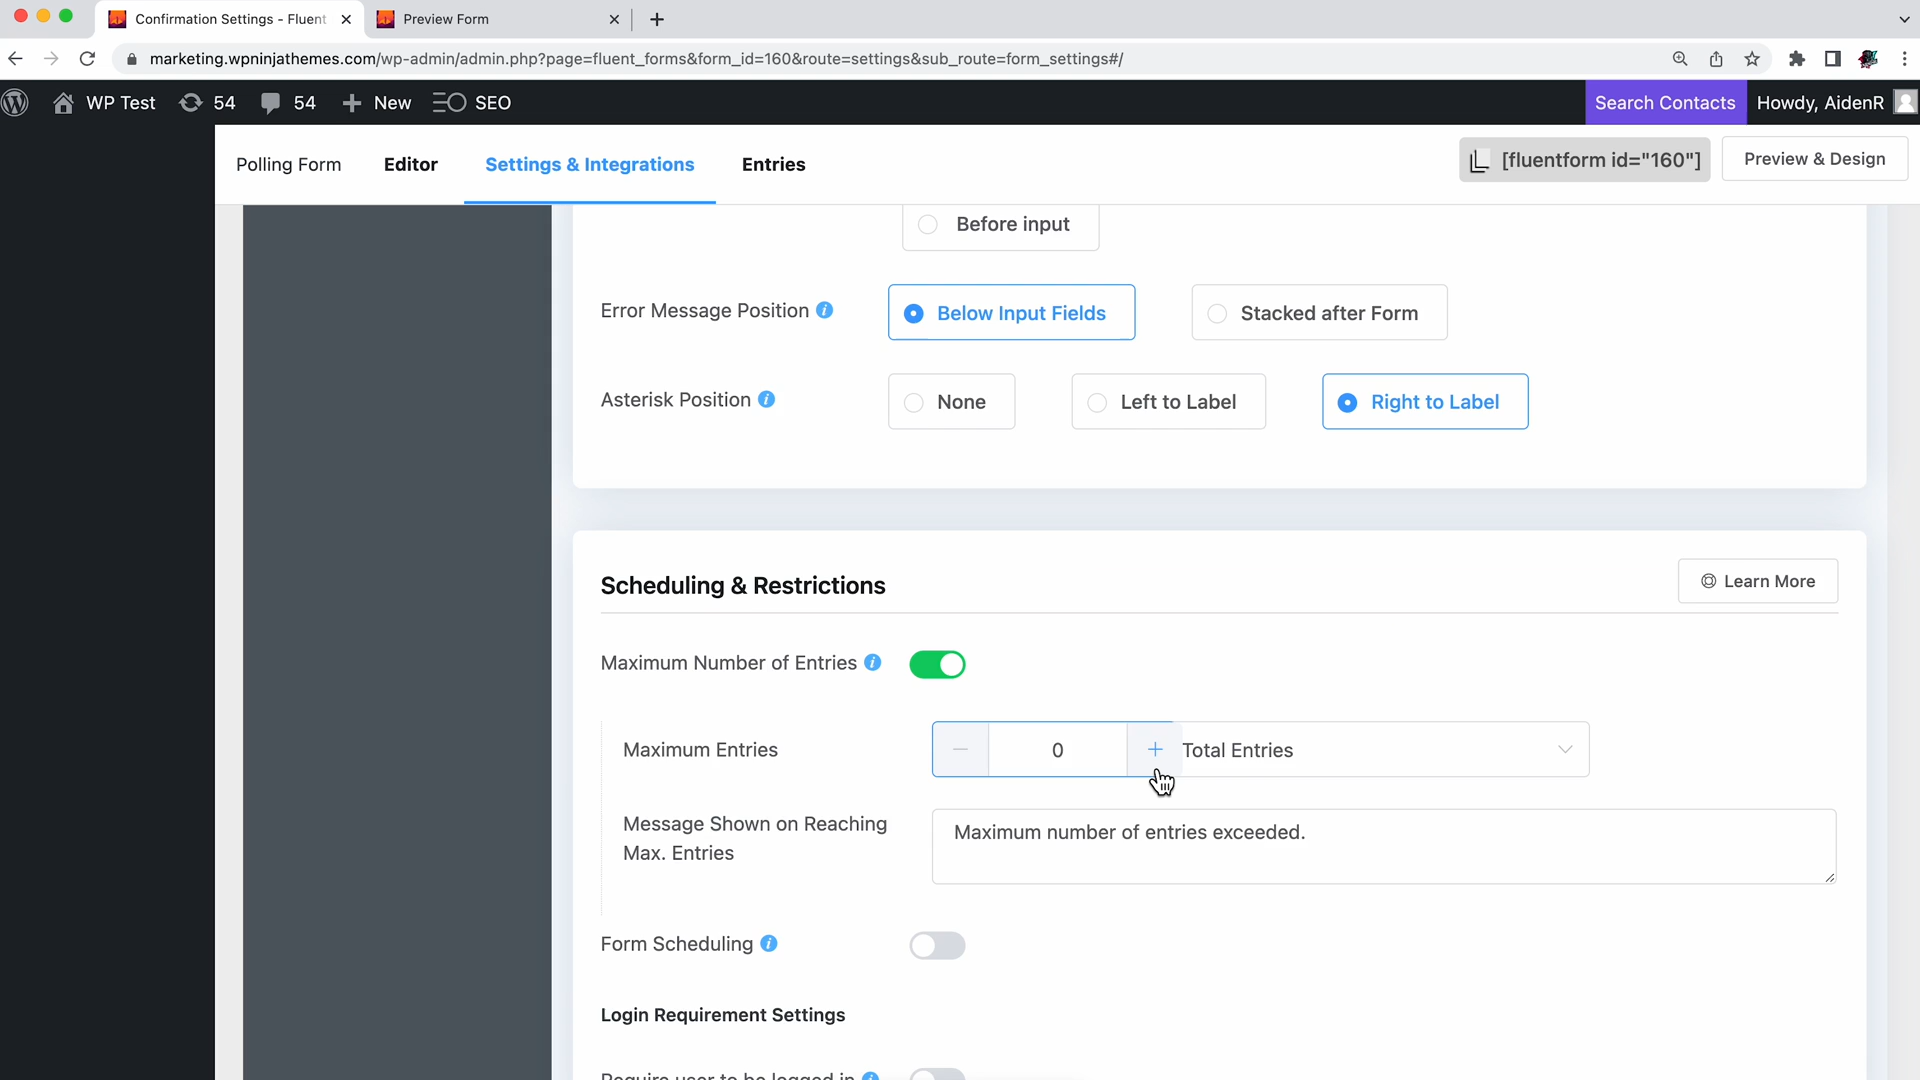 Confirmation Settings - Fluent
Preview Form
marketing.wpninjathemes.com/wp-admin/admin.php?page=fluent_forms&form_id=160&route=settings&sub_route=form_settings#/
WP Test
54
54
New
SEO
Search Contacts
Howdy, AidenR
Polling Form
Editor
Settings & Integrations
Entries
[fluentform id="160"]
Preview & Design
Before input
Error Message Position
Below Input Fields
Stacked after Form
Asterisk Position
None
Left to Label
Right to Label
Scheduling & Restrictions
Learn More
Maximum Number of Entries
Maximum Entries
0
Total Entries
Message Shown on Reaching
Max. Entries
Maximum number of entries exceeded.
Form Scheduling
Login Requirement Settings
Require user to be logged in